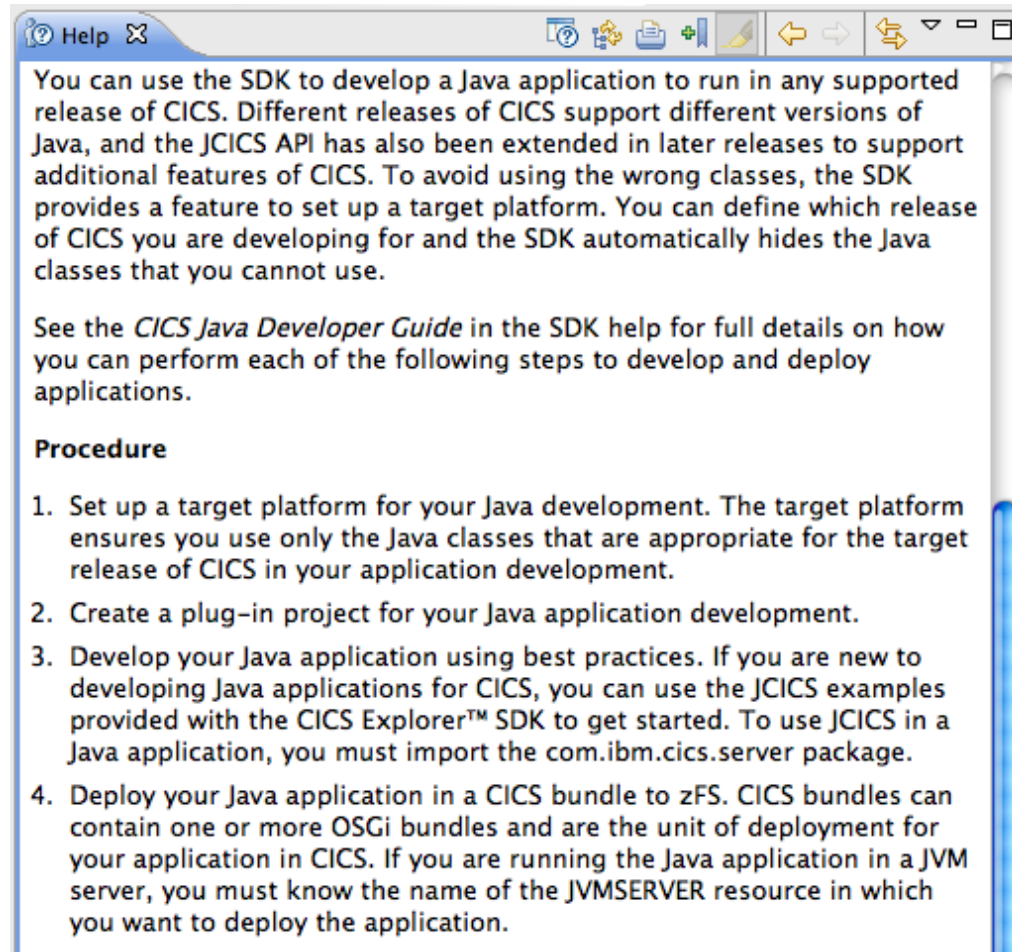 Help
You can use the SDK to develop a Java application to run in any supported
release of CICS. Different releases of CICS support different versions of
Java, and the JCICS API has also been extended in later releases to support
additional features of CICS. To avoid using the wrong classes, the SDK
provides a feature to set up a target platform. You can define which release
of CICS you are developing for and the SDK automatically hides the Java
classes that you cannot use.
See the CICS Java Developer Guide in the SDK help for full details on how
you can perform each of the following steps to develop and deploy
applications.
Procedure
1. Set up a target platform for your Java development. The target platform
ensures you use only the Java classes that are appropriate for the target
release of CICS in your application development.
2. Create a plug-in project for your Java application development.
3. Develop your Java application using best practices. If you are new to
developing Java applications for CICS, you can use the JCICS examples
provided with the CICS Explorer™ SDK to get started. To use JCICS in a
Java application, you must import the com.ibm.cics.server package.
4. Deploy your Java application in a CICS bundle to zFS. CICS bundles can
contain one or more OSGi bundles and are the unit of deployment for
your application in CICS. If you are running the Java application in a JVM
server, you must know the name of the JVMSERVER resource in which
you want to deploy the application.